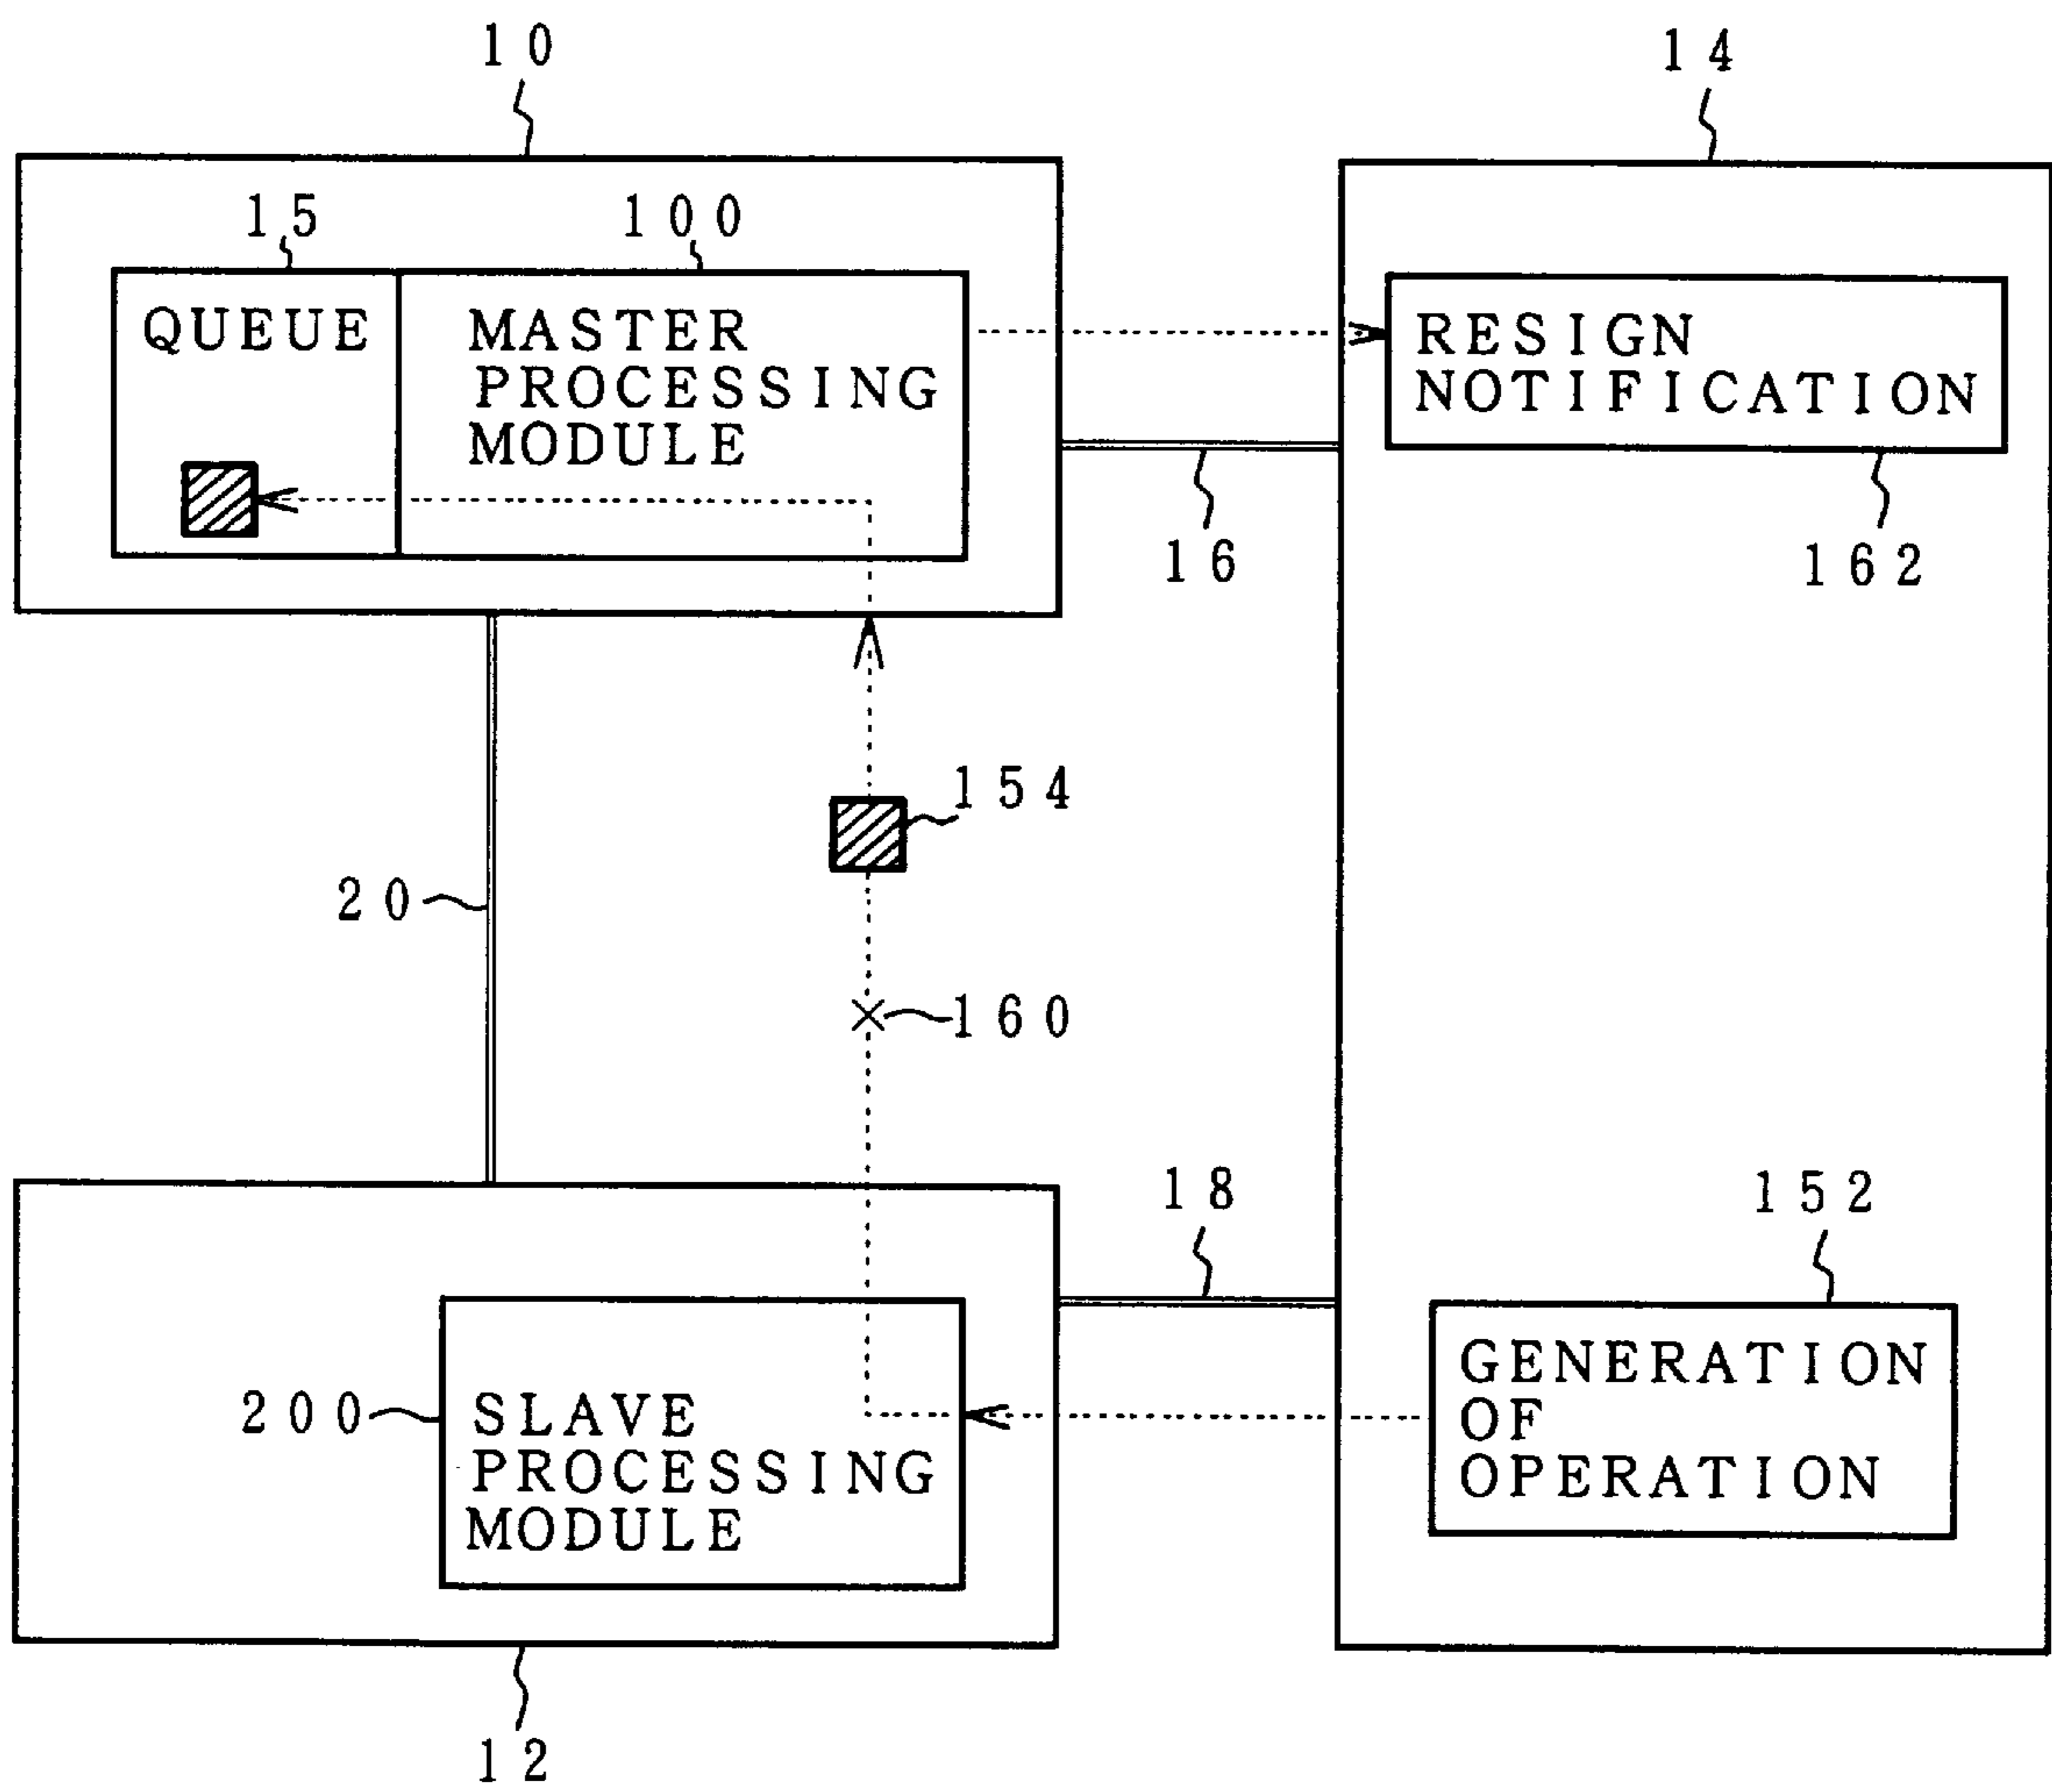 10
14
15
100
QUEUE
MASTER
PROCESSING
MODULE
RESIGN
NOTIFICATION
16
162
154
20
160
18
152
200
SLAVE
PROCESSING
MODULE
GENERATION
OF
OPERATION
12